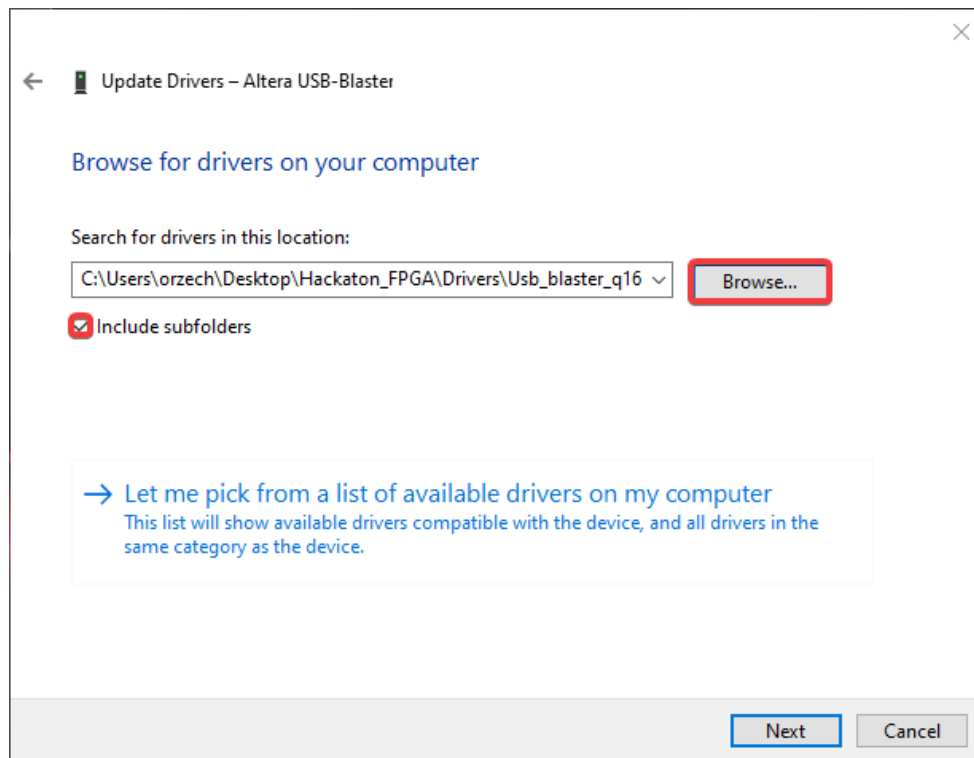 Update Drivers – Altera USB-Blaster
Browse for drivers on your computer
Search for drivers in this location:
C:\Users\orzech\Desktop\Hackaton_FPGA\Drivers\Usb_blaster_q16
Browse...
Include subfolders
Let me pick from a list of available drivers on my computer
This list will show available drivers compatible with the device, and all drivers in the
same category as the device.
Next
Cancel